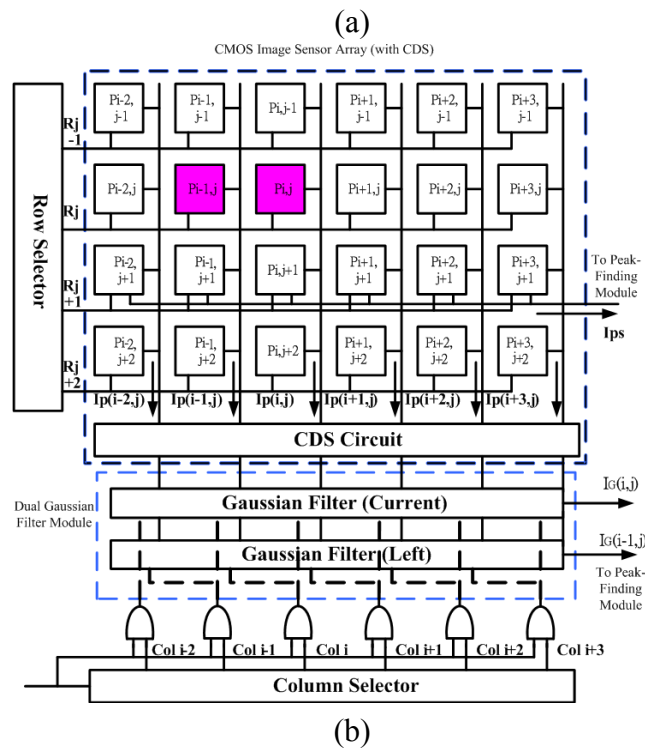 (a)
CMOS Image Sensor Array (with CDS)
Row Selector
Rj
-1
Pi-2,
j-1
Pi-1,
j-1
Pi,j-1
Pi+1,
j-1
Pi+2,
j-1
Pi+3,
j-1
Rj
Pi-2,j
Pi-1,j
Pi,j
Pi+1,j
Pi+2,j
Pi+3,j
Rj
+1
Pi-2,
j+1
Pi-1,
j+1
Pi,j+1
Pi+1,
j+1
Pi+2,
j+1
Pi+3,
j+1
To Peak-
Finding
Module
Ips
Rj
+2
Pi-2,
j+2
Pi-1,
j+2
Pi,j+2
Pi+1,
j+2
Pi+2,
j+2
Pi+3,
j+2
Ip(i-2,j)
Ip(i-1,j)
Ip(i,j)
Ip(i+1,j)
Ip(i+2,j)
Ip(i+3,j)
CDS Circuit
Dual Gaussian
Filter Module
Gaussian Filter (Current)
IG(i,j)
Gaussian Filter (Left)
IG(i-1,j)
To Peak-
Finding
Module
Col i-2
Col i-1
Col i
Col i+1
Col i+2
Col i+3
Column Selector
(b)